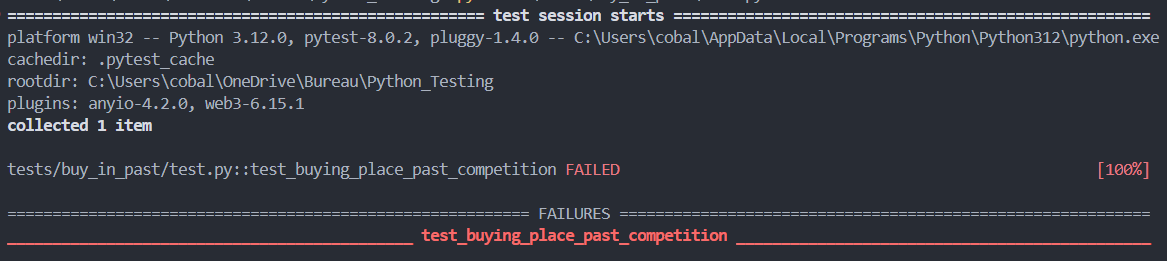 ================================================== test session starts ==================================================
platform win32 -- Python 3.12.0, pytest-8.0.2, pluggy-1.4.0 -- C:\Users\cobal\AppData\Local\Programs\Python\Python312\python.exe
cachedir: .pytest_cache
rootdir: C:\Users\cobal\OneDrive\Bureau\Python_Testing
plugins: anyio-4.2.0, web3-6.15.1
collected 1 item
tests/buy_in_past/test.py::test_buying_place_past_competition FAILED [100%]
======================================================= FAILURES =======================================================
___________________________________________ test_buying_place_past_competition ___________________________________________